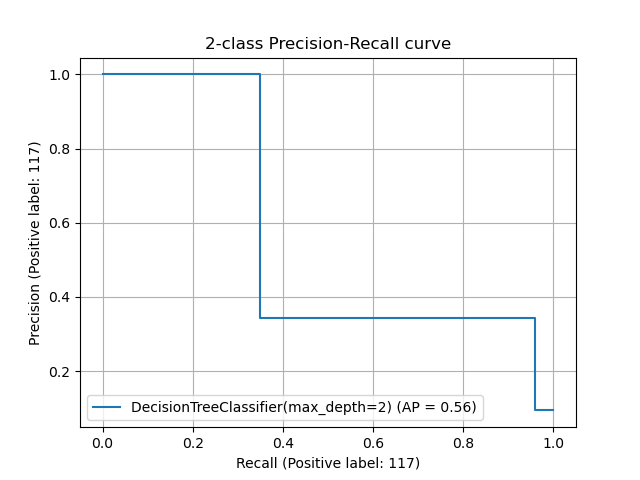 2-class Precision-Recall curve
Precision (Positive label: 117)
1.0
0.8
0.6
0.4
0.2
DecisionTreeClassifier(max_depth=2) (AP = 0.56)
0.0 0.2 0.4 0.6 0.8 1.0
Recall (Positive label: 117)